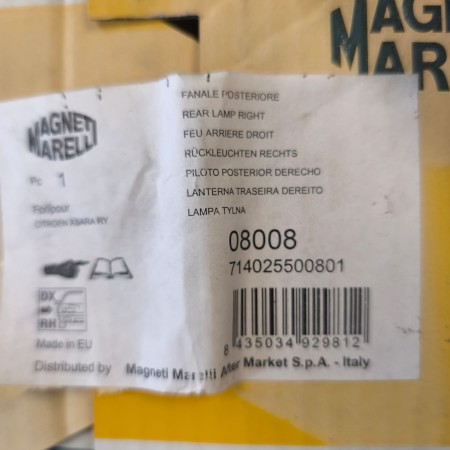 MAGNETI
MARELLI
FANALE POSTERIORE
REAR LAMP RIGHT
FEU ARRIERE DROIT
RÜCKLEUCHTEN RECHTS
PILOTO POSTERIOR DERECHO
LANTERNA TRASEIRA DEREITO
LAMPA TYLNA
Pc 1
CITROEN XSARA
08008
714025500801
DX
RH
8 435034 929812
Made in EU
Distributed by Magneti Marelli After Market S.p.A. - Italy
MAG
MAR